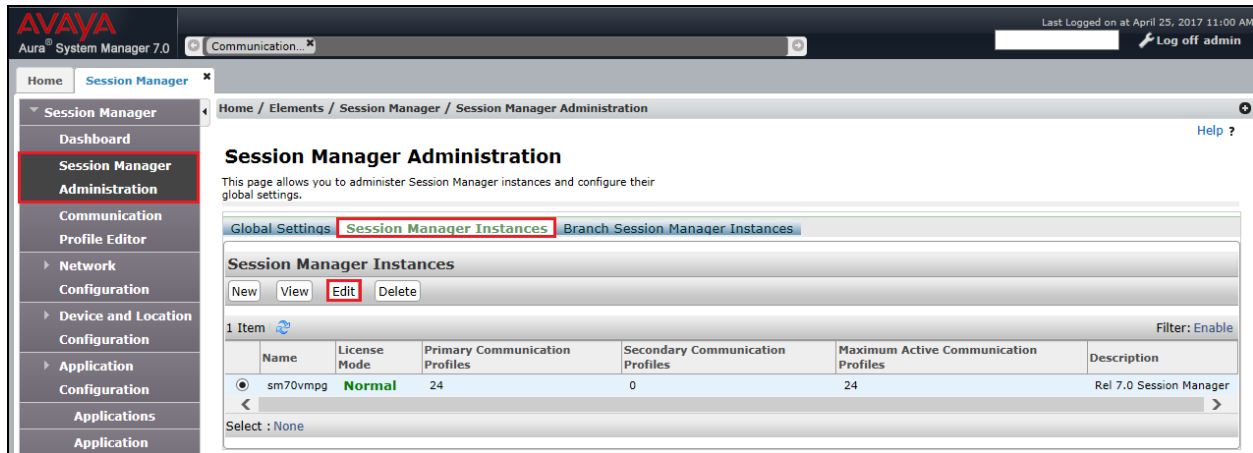 AVAYA
Last Logged on at April 25, 2017 11:00 AM
Aura® System Manager 7.0
Communication...
Log off admin
Home
Session Manager
Session Manager
Home / Elements / Session Manager / Session Manager Administration
Help ?
Dashboard
Session Manager
Administration
Communication
Profile Editor
Network
Configuration
Device and Location
Configuration
Application
Configuration
Applications
Application
Session Manager Administration
This page allows you to administer Session Manager instances and configure their
global settings.
Global Settings Session Manager Instances Branch Session Manager Instances
Session Manager Instances
New View Edit Delete
1 Item Filter: Enable
Name License Mode Primary Communication Profiles Secondary Communication Profiles Maximum Active Communication Profiles Description
sm70vmpg Normal 24 0 24 Rel 7.0 Session Manager
Select : None